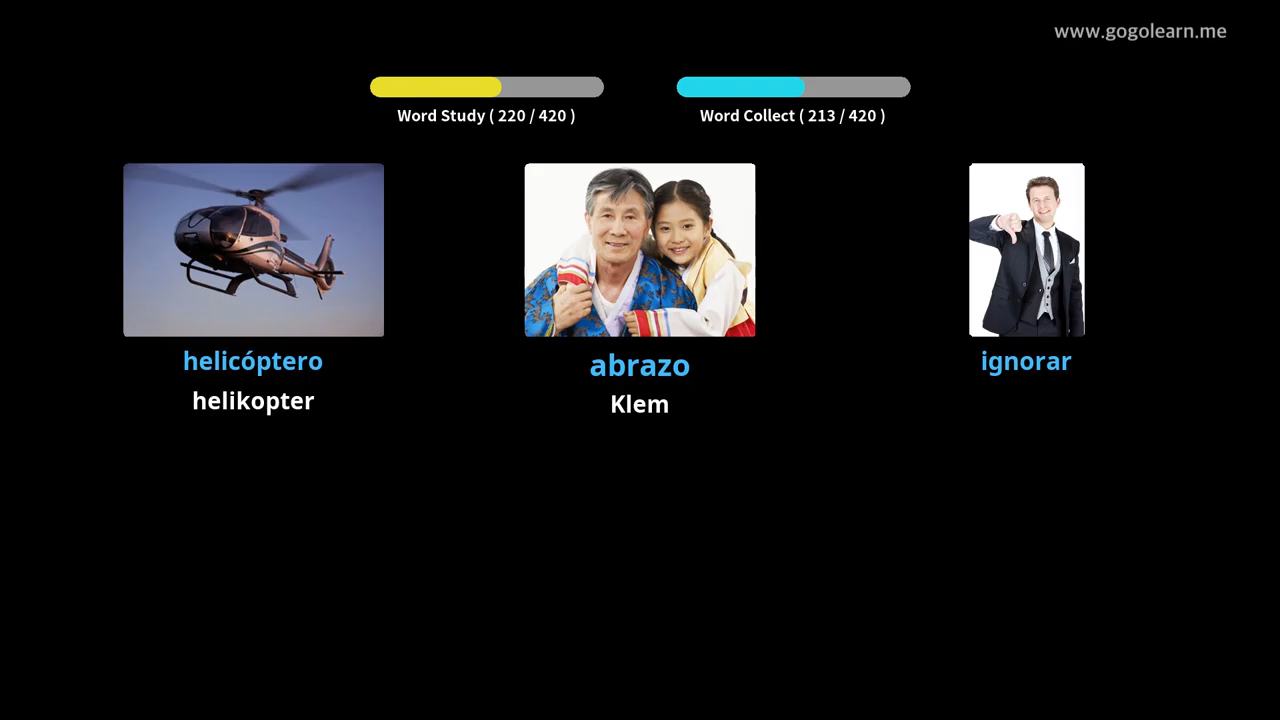 www.gogolearn.me
Word Study ( 220 / 420 )
Word Collect ( 213 / 420 )
helicóptero
abrazo
ignorar
helikopter
Klem